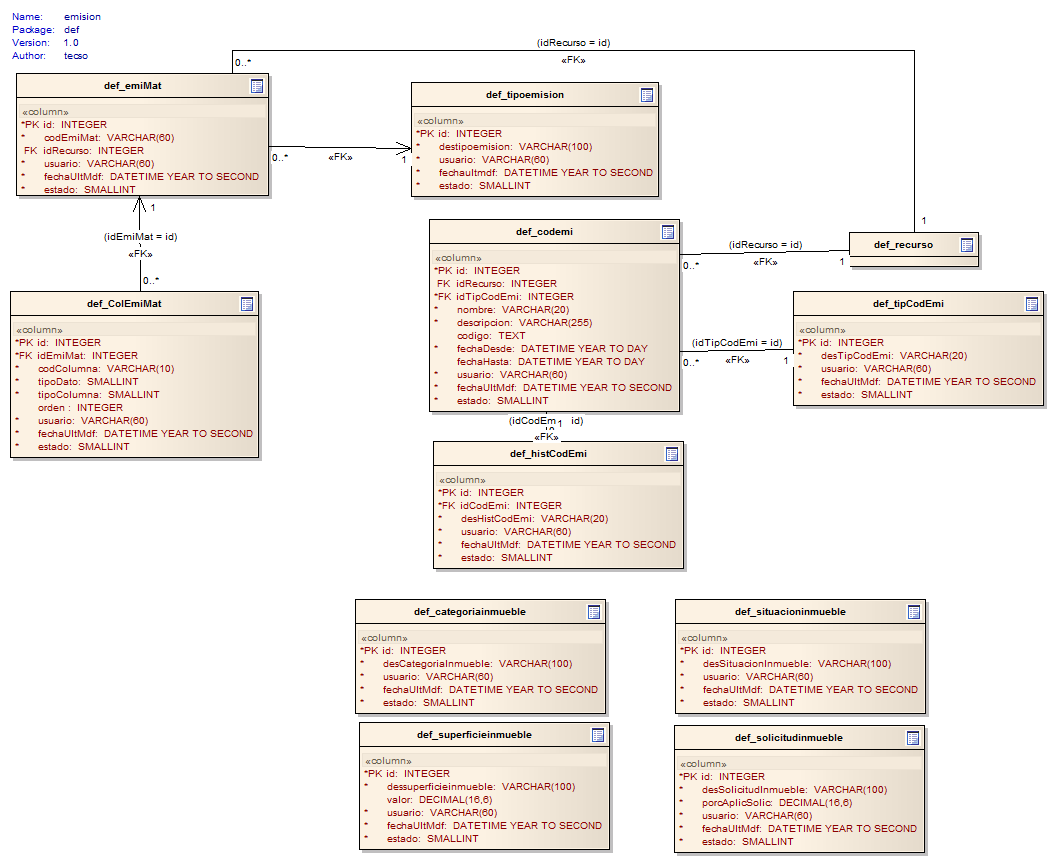 Name: emision
Package: def
Version: 1.0
Author: tecso
(idRecurso = id)
«FK»
0..*
1
def_emiMat
«column»
*PK id: INTEGER
* codEmiMat: VARCHAR(60)
FK idRecurso: INTEGER
* usuario: VARCHAR(60)
* fechaUltMdf: DATETIME YEAR TO SECOND
* estado: SMALLINT
0..*
«FK»
1
def_tipoemision
«column»
*PK id: INTEGER
* destipoemision: VARCHAR(100)
* usuario: VARCHAR(60)
* fechaultmdf: DATETIME YEAR TO SECOND
* estado: SMALLINT
1
(idEmiMat = id)
«FK»
0..*
def_ColEmiMat
«column»
*PK id: INTEGER
*FK idEmiMat: INTEGER
* codColumna: VARCHAR(10)
* tipoDato: SMALLINT
* tipoColumna: SMALLINT
orden : INTEGER
* usuario: VARCHAR(60)
* fechaUltMdf: DATETIME YEAR TO SECOND
* estado: SMALLINT
def_codemi
«column»
*PK id: INTEGER
FK idRecurso: INTEGER
*FK idTipCodEmi: INTEGER
* nombre: VARCHAR(20)
* descripcion: VARCHAR(255)
codigo: TEXT
* fechaDesde: DATETIME YEAR TO DAY
fechaHasta: DATETIME YEAR TO DAY
* usuario: VARCHAR(60)
* fechaUltMdf: DATETIME YEAR TO SECOND
* estado: SMALLINT
(idRecurso = id)
0..*
«FK»
1
def_recurso
(idTipCodEmi = id)
0..*
«FK»
1
def_tipCodEmi
«column»
*PK id: INTEGER
* desTipCodEmi: VARCHAR(20)
* usuario: VARCHAR(60)
* fechaUltMdf: DATETIME YEAR TO SECOND
* estado: SMALLINT
(idCodEm 1 id)
«FK»
def_histCodEmi
«column»
*PK id: INTEGER
*FK idCodEmi: INTEGER
* desHistCodEmi: VARCHAR(20)
* usuario: VARCHAR(60)
* fechaUltMdf: DATETIME YEAR TO SECOND
* estado: SMALLINT
def_categoriainmueble
«column»
*PK id: INTEGER
* desCategoriaInmueble: VARCHAR(100)
* usuario: VARCHAR(60)
* fechaUltMdf: DATETIME YEAR TO SECOND
* estado: SMALLINT
def_situacioninmueble
«column»
*PK id: INTEGER
* desSituacionInmueble: VARCHAR(100)
* usuario: VARCHAR(60)
* fechaUltMdf: DATETIME YEAR TO SECOND
* estado: SMALLINT
def_superficieinmueble
«column»
*PK id: INTEGER
* dessuperficieinmueble: VARCHAR(100)
valor: DECIMAL(16,6)
* usuario: VARCHAR(60)
* fechaUltMdf: DATETIME YEAR TO SECOND
* estado: SMALLINT
def_solicitudinmueble
«column»
*PK id: INTEGER
* desSolicitudInmueble: VARCHAR(100)
* porcAplicSolic: DECIMAL(16,6)
* usuario: VARCHAR(60)
* fechaUltMdf: DATETIME YEAR TO SECOND
* estado: SMALLINT